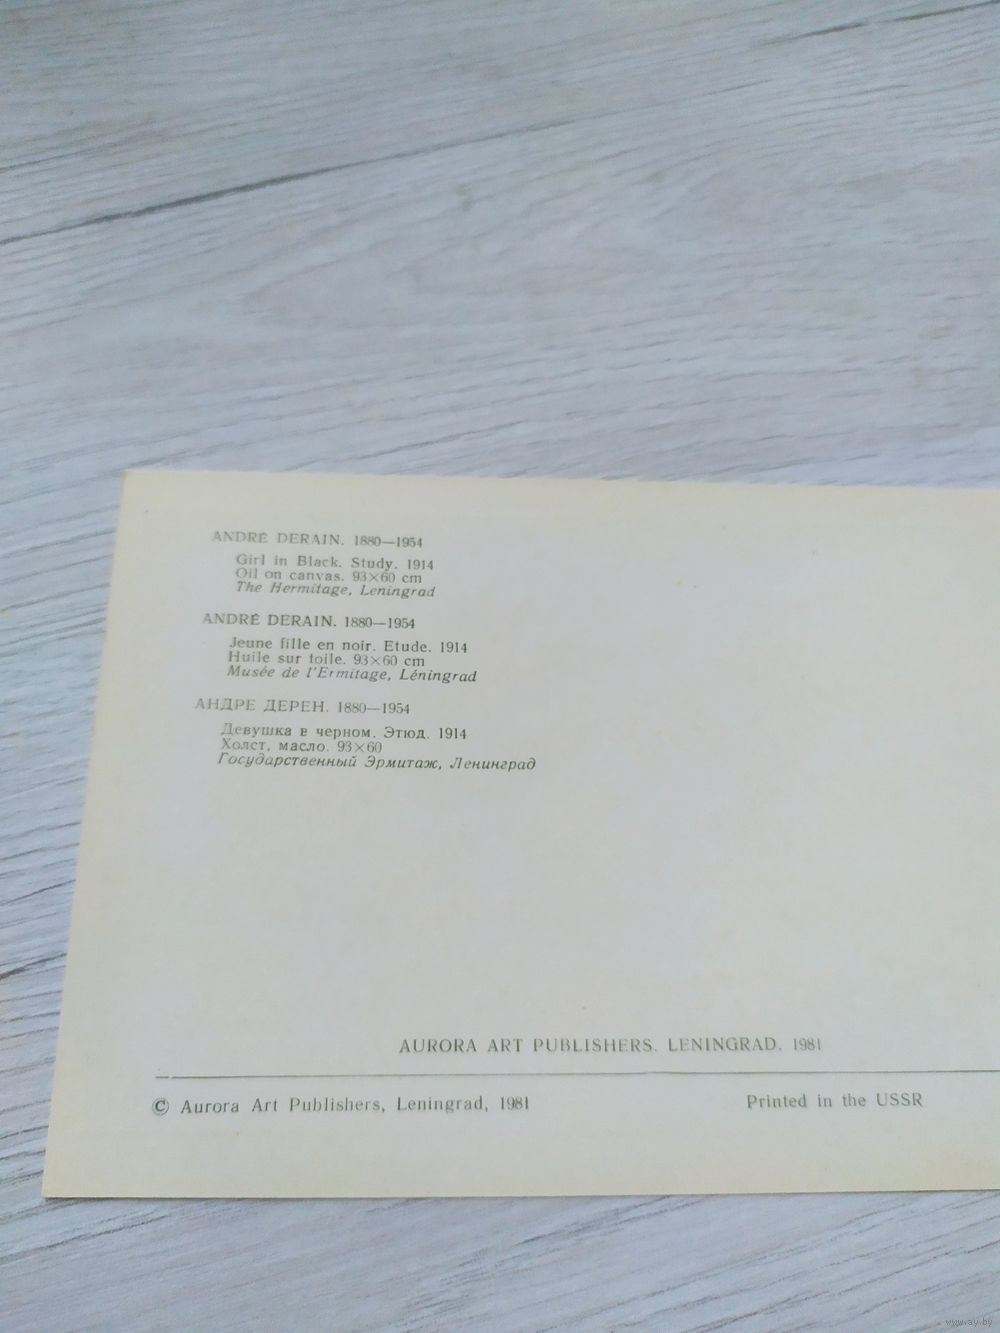 ANDRÉ DERAIN. 1880—1954
Girl in Black. Study. 1914
Oil on canvas. 93×60 cm
The Hermitage, Leningrad
ANDRÉ DERAIN. 1880—1954
Jeune fille en noir. Etude. 1914
Huile sur toile. 93×60 cm
Musée de l'Ermitage, Léningrad
АНДРЕ ДЕРЕН. 1880—1954
Девушка в черном. Этюд. 1914
Холст, масло. 93×60
Государственный Эрмитаж, Ленинград
AURORA ART PUBLISHERS. LENINGRAD. 1981
© Aurora Art Publishers, Leningrad, 1981
Printed in the USSR
www.ay.by